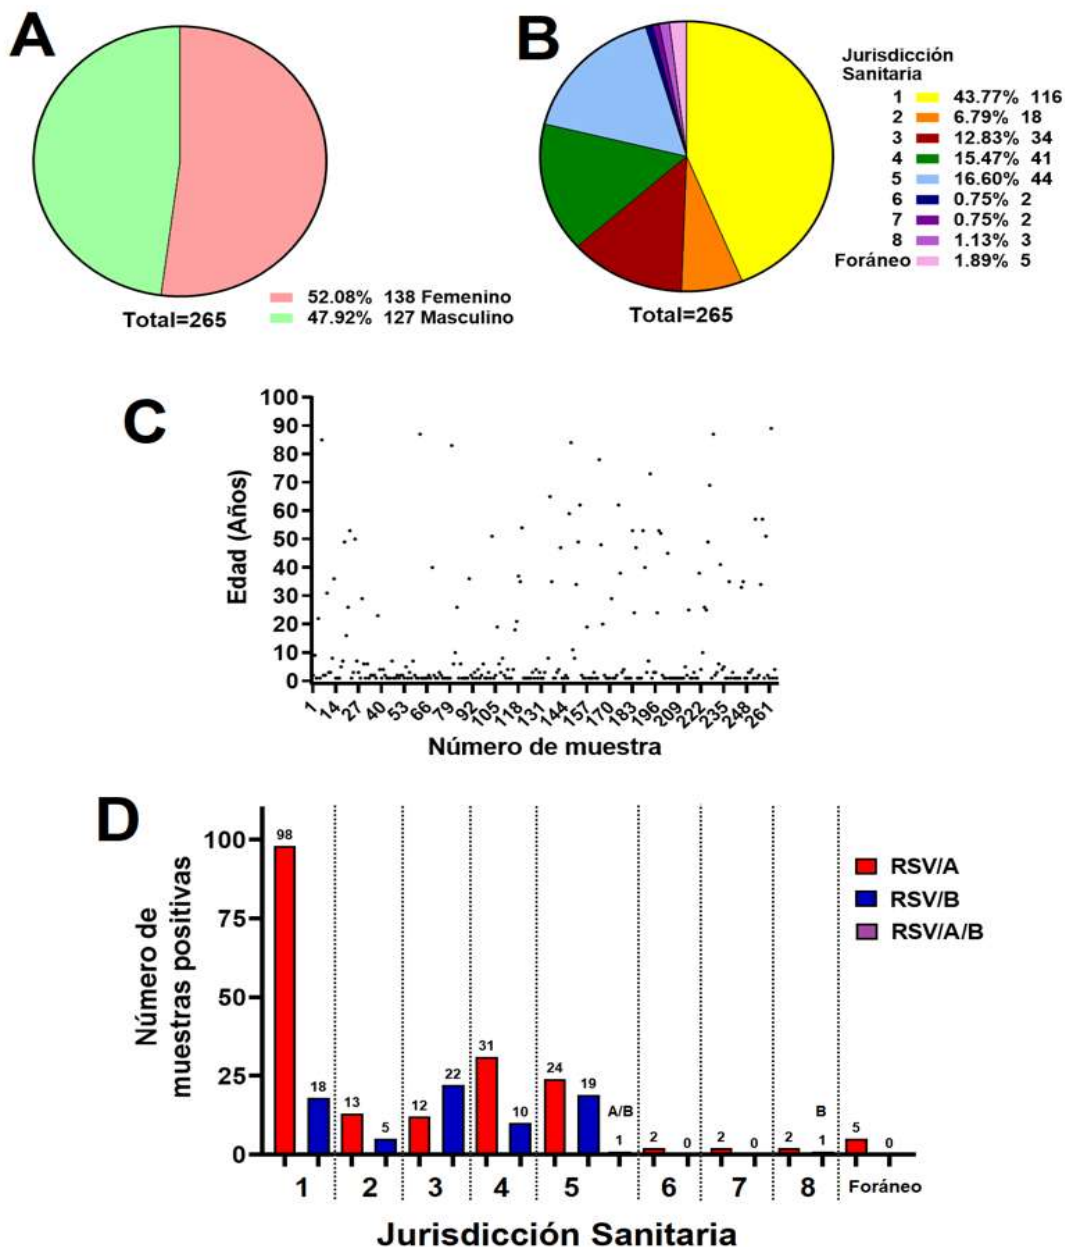 A
Total=265
52.08% 138 Femenino
47.92% 127 Masculino
B
Total=265
Jurisdicción
Sanitaria
1 43.77% 116
2 6.79% 18
3 12.83% 34
4 15.47% 41
5 16.60% 44
6 0.75% 2
7 0.75% 2
8 1.13% 3
Foráneo 1.89% 5
C
Edad (Años)
100
90
80
70
60
50
40
30
20
10
0
1 14 27 40 53 66 79 92 105 118 131 144 157 170 183 196 209 222 235 248 261
Número de muestra
D
Número de
muestras positivas
100
75
50
25
0
98 18 13 5 12 22 31 10 24 19 A/B 1 2 0 2 0 2 B 1 5 0
RSV/A
RSV/B
RSV/A/B
1 2 3 4 5 6 7 8 Foráneo
Jurisdicción Sanitaria